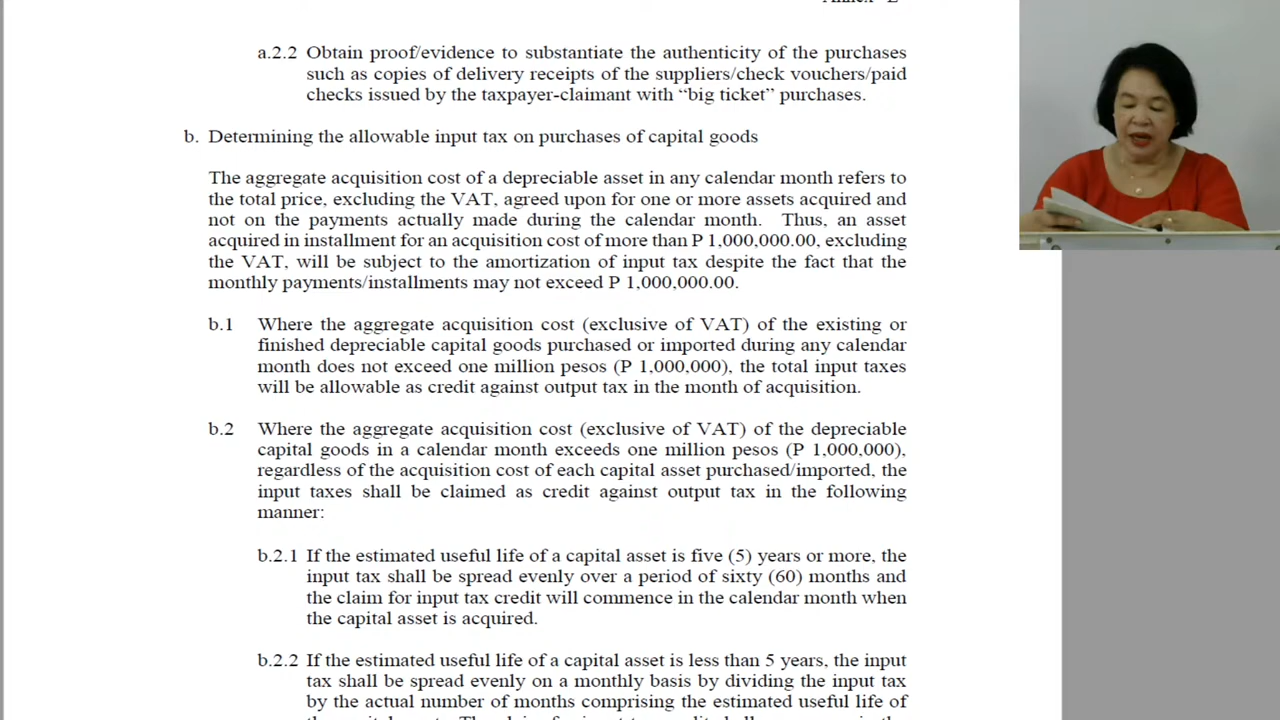 a.2.2 Obtain proof/evidence to substantiate the authenticity of the purchases
such as copies of delivery receipts of the suppliers/check vouchers/paid
checks issued by the taxpayer-claimant with “big ticket” purchases.
b. Determining the allowable input tax on purchases of capital goods
The aggregate acquisition cost of a depreciable asset in any calendar month refers to
the total price, excluding the VAT, agreed upon for one or more assets acquired and
not on the payments actually made during the calendar month. Thus, an asset
acquired in installment for an acquisition cost of more than P 1,000,000.00, excluding
the VAT, will be subject to the amortization of input tax despite the fact that the
monthly payments/installments may not exceed P 1,000,000.00.
b.1 Where the aggregate acquisition cost (exclusive of VAT) of the existing or
finished depreciable capital goods purchased or imported during any calendar
month does not exceed one million pesos (P 1,000,000), the total input taxes
will be allowable as credit against output tax in the month of acquisition.
b.2 Where the aggregate acquisition cost (exclusive of VAT) of the depreciable
capital goods in a calendar month exceeds one million pesos (P 1,000,000),
regardless of the acquisition cost of each capital asset purchased/imported, the
input taxes shall be claimed as credit against output tax in the following
manner:
b.2.1 If the estimated useful life of a capital asset is five (5) years or more, the
input tax shall be spread evenly over a period of sixty (60) months and
the claim for input tax credit will commence in the calendar month when
the capital asset is acquired.
b.2.2 If the estimated useful life of a capital asset is less than 5 years, the input
tax shall be spread evenly on a monthly basis by dividing the input tax
by the actual number of months comprising the estimated useful life of